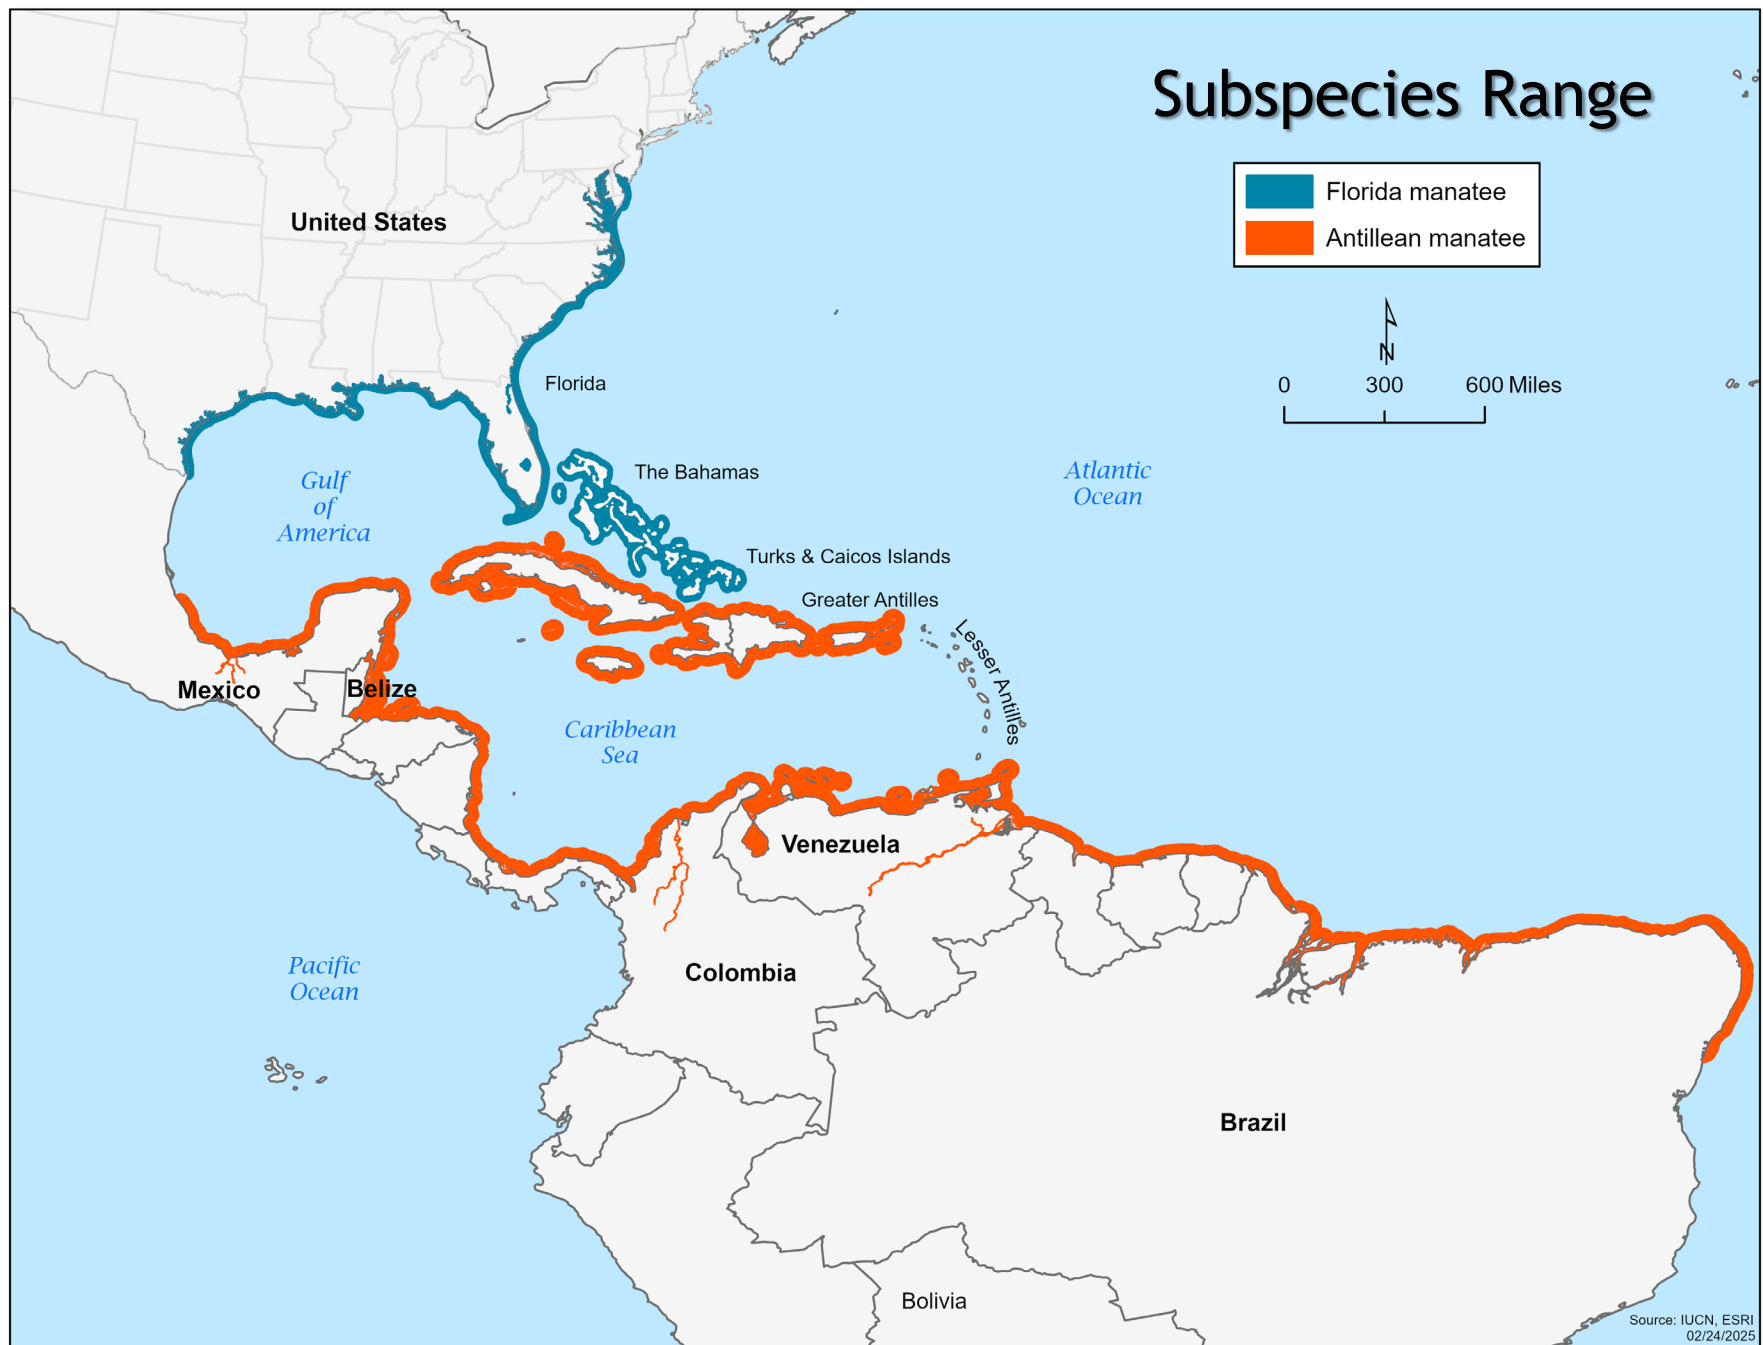 Subspecies Range
Florida manatee
Antillean manatee
N
0 300 600 Miles
United States
Florida
Gulf
of
America
The Bahamas
Atlantic
Ocean
Turks & Caicos Islands
Greater Antilles
Lesser Antilles
Mexico
Belize
Caribbean
Sea
Venezuela
Colombia
Pacific
Ocean
Brazil
Bolivia
Source: IUCN, ESRI
02/24/2025